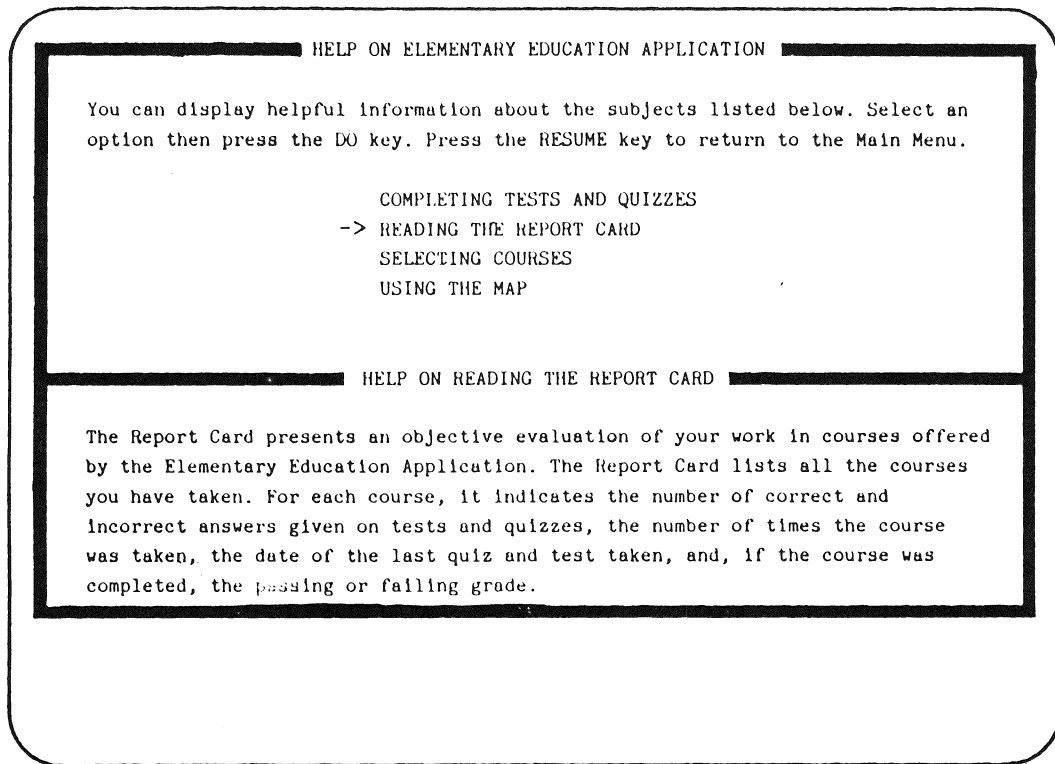 HELP ON ELEMENTARY EDUCATION APPLICATION
You can display helpful information about the subjects listed below. Select an
option then press the DO key. Press the RESUME key to return to the Main Menu.
COMPLETING TESTS AND QUIZZES
-> READING THE REPORT CARD
SELECTING COURSES
USING THE MAP
HELP ON READING THE REPORT CARD
The Report Card presents an objective evaluation of your work in courses offered
by the Elementary Education Application. The Report Card lists all the courses
you have taken. For each course, it indicates the number of correct and
incorrect answers given on tests and quizzes, the number of times the course
was taken, the date of the last quiz and test taken, and, if the course was
completed, the passing or failing grade.